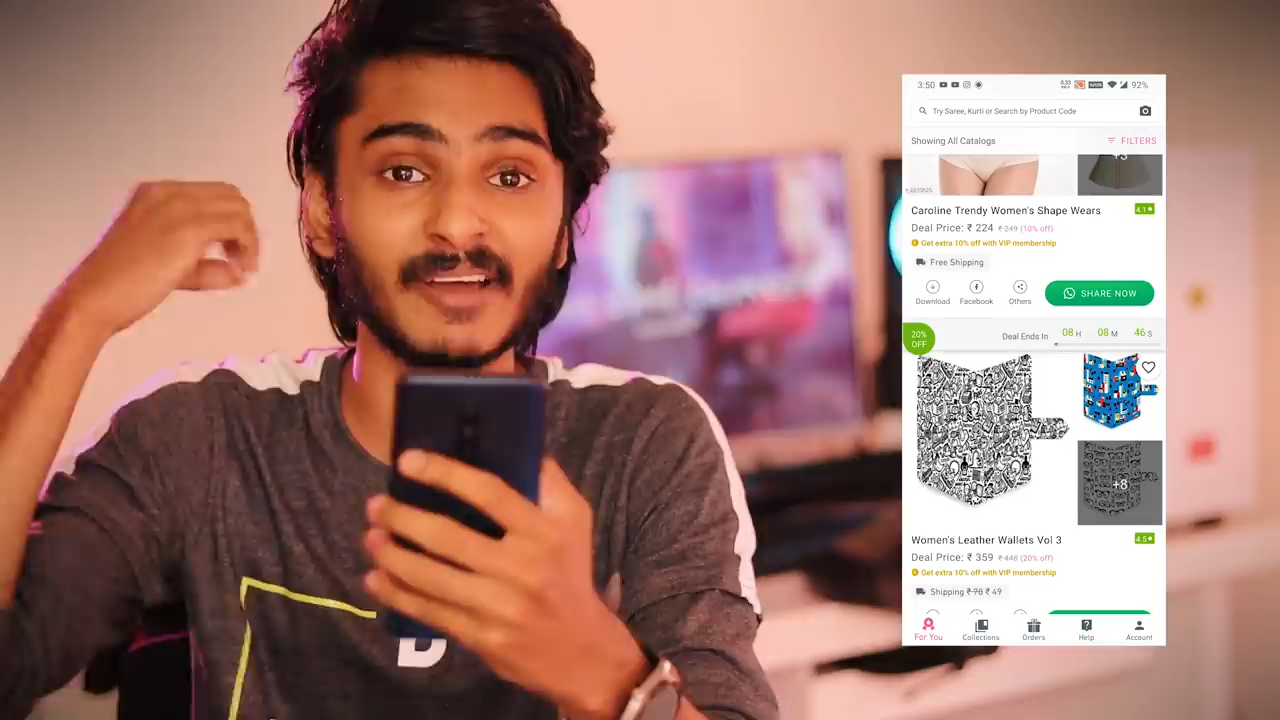 3:50
92%
Try Saree, Kurti or Search by Product Code
Showing All Catalogs
FILTERS
+3
Caroline Trendy Women's Shape Wears
4.1
Deal Price: ₹ 224 ₹ 249 (10% off)
Get extra 10% off with VIP membership
Free Shipping
Download
Facebook
Others
SHARE NOW
20%
OFF
Deal Ends In 08 H 08 M 46 S
+8
Women's Leather Wallets Vol 3
4.5
Deal Price: ₹ 359 ₹ 448 (20% off)
Get extra 10% off with VIP membership
Shipping ₹ 70 ₹ 49
For You
Collections
Orders
Help
Account